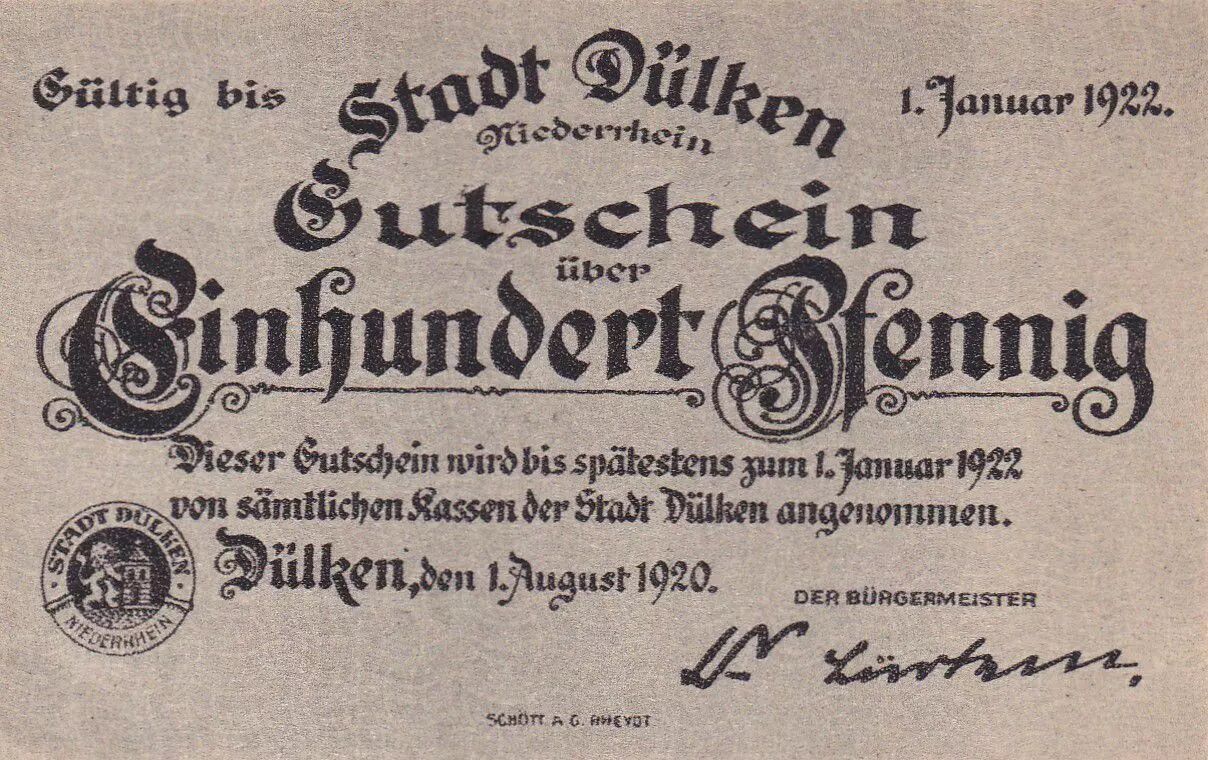 Gültig bis
Stadt Dülken
1. Januar 1922.
Niederrhein
Gutschein
über
Einhundert Pfennig
Dieser Gutschein wird bis spätestens zum 1. Januar 1922
von sämtlichen Kassen der Stadt Dülken angenommen.
STADT DÜLKEN
NIEDERRHEIN
Dülken, den 1. August 1920.
DER BÜRGERMEISTER
Dr
SCHÖTT A G. RHEYDT